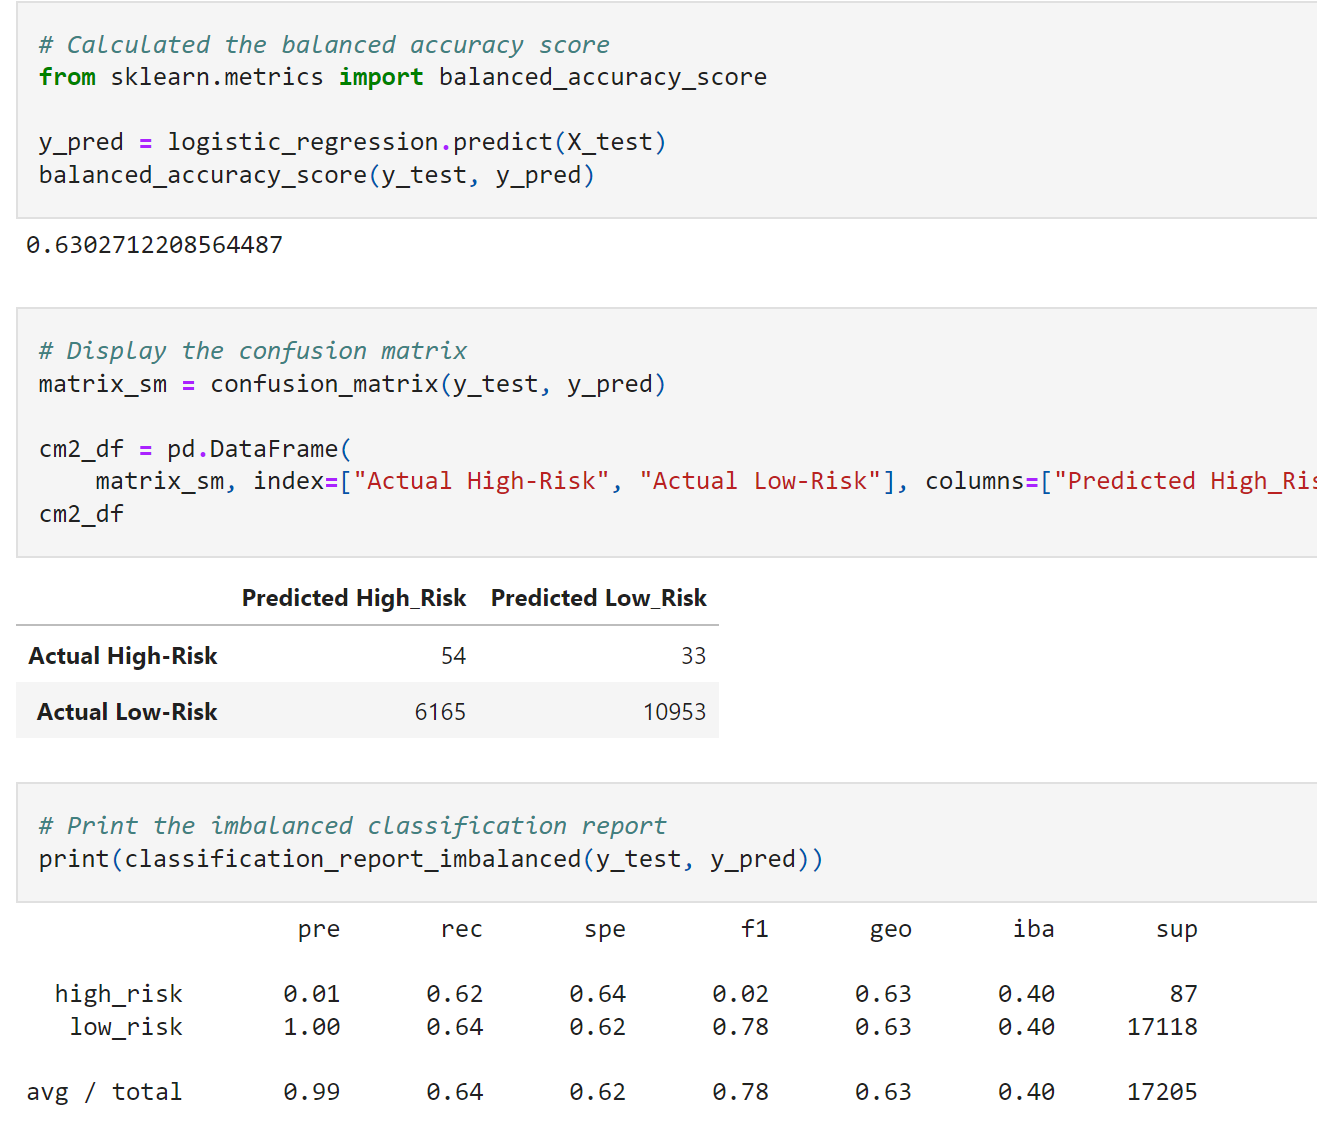 # Calculated the balanced accuracy score
from sklearn.metrics import balanced_accuracy_score
y_pred = logistic_regression.predict(X_test)
balanced_accuracy_score(y_test, y_pred)
0.6302712208564487
# Display the confusion matrix
matrix_sm = confusion_matrix(y_test, y_pred)
cm2_df = pd.DataFrame(
    matrix_sm, index=["Actual High-Risk", "Actual Low-Risk"], columns=["Predicted
cm2_df
Predicted High_Risk Predicted Low_Risk
Actual High-Risk 54 33
Actual Low-Risk 6165 10953
# Print the imbalanced classification report
print(classification_report_imbalanced(y_test, y_pred))
pre rec spe f1 geo iba sup
high_risk 0.01 0.62 0.64 0.02 0.63 0.40 87
low_risk 1.00 0.64 0.62 0.78 0.63 0.40 17118
avg / total 0.99 0.64 0.62 0.78 0.63 0.40 17205